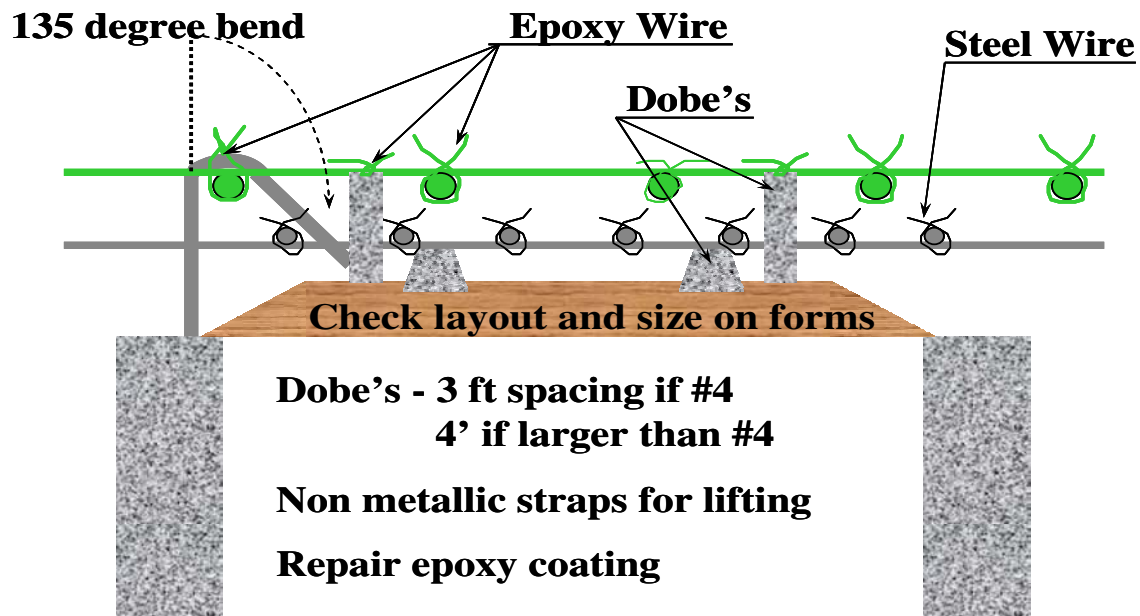 135 degree bend
Epoxy Wire
Steel Wire
Dobe's
Check layout and size on forms
Dobe's - 3 ft spacing if #4
4' if larger than #4
Non metallic straps for lifting
Repair epoxy coating